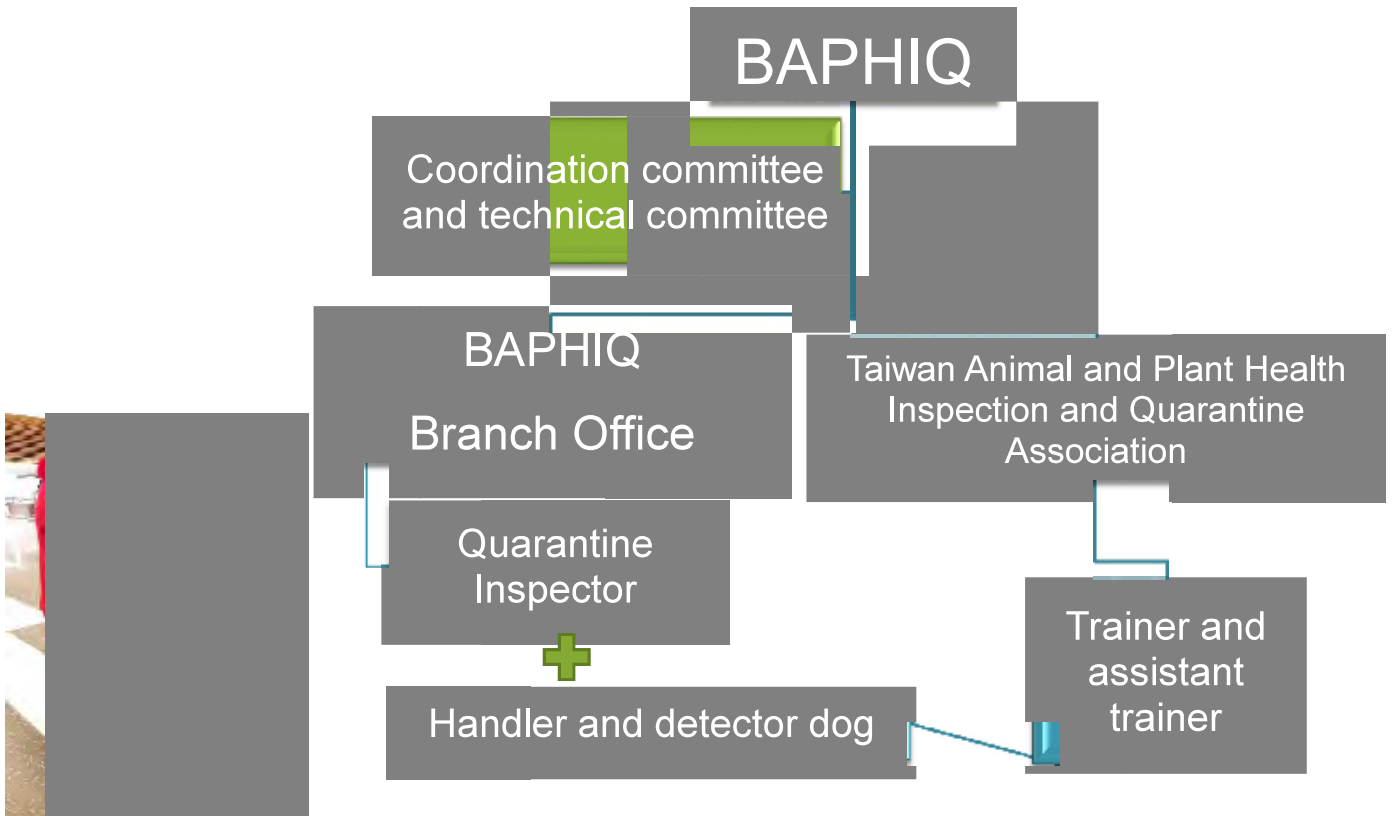 BAPHIQ
Coordination committee
and technical committee
BAPHIQ
Branch Office
Taiwan Animal and Plant Health
Inspection and Quarantine
Association
Quarantine
Inspector
Trainer and
assistant
trainer
Handler and detector dog